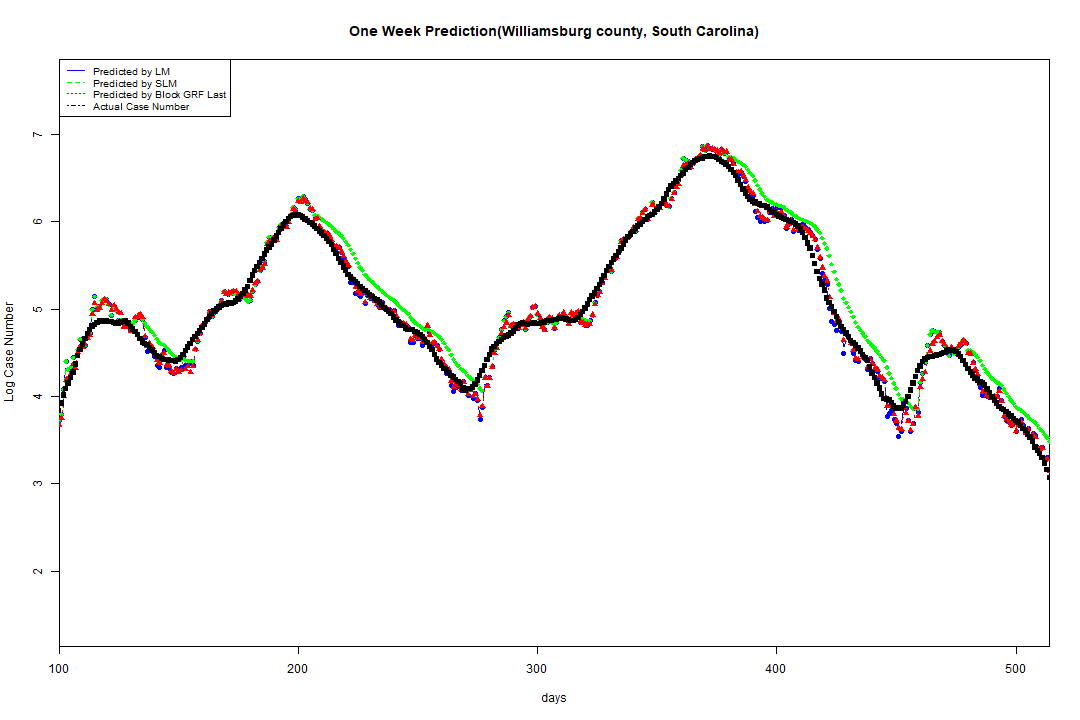 One Week Prediction(Williamsburg county, South Carolina)
Predicted by LM
Predicted by SLM
Predicted by Block GRF Last
Actual Case Number
7
6
5
4
3
2
Log Case Number
100 200 300 400 500
days